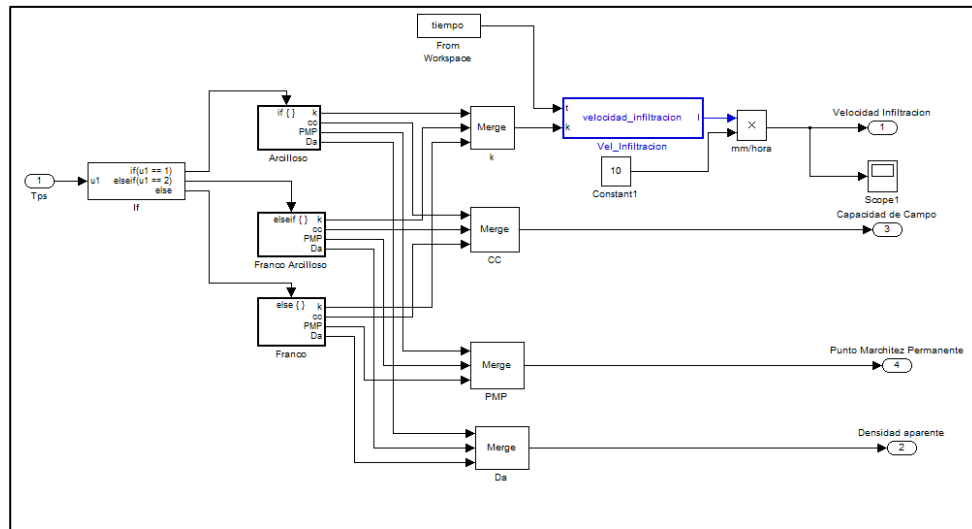 tiempo
From
Workspace
if { }
k
cc
PMP
Da
Arcilloso
Merge
k
t
k
velocidad_infiltracion
I
Vel_Infiltracion
×
mm/hora
Velocidad Infiltracion
1
10
Constant1
Scope1
1
Tps
u1
if(u1 == 1)
elseif(u1 == 2)
else
If
elseif { }
k
cc
PMP
Da
Franco Arcilloso
Merge
CC
Capacidad de Campo
3
else { }
k
cc
PMP
Da
Franco
Merge
PMP
Punto Marchitez Permanente
4
Merge
Da
Densidad aparente
2